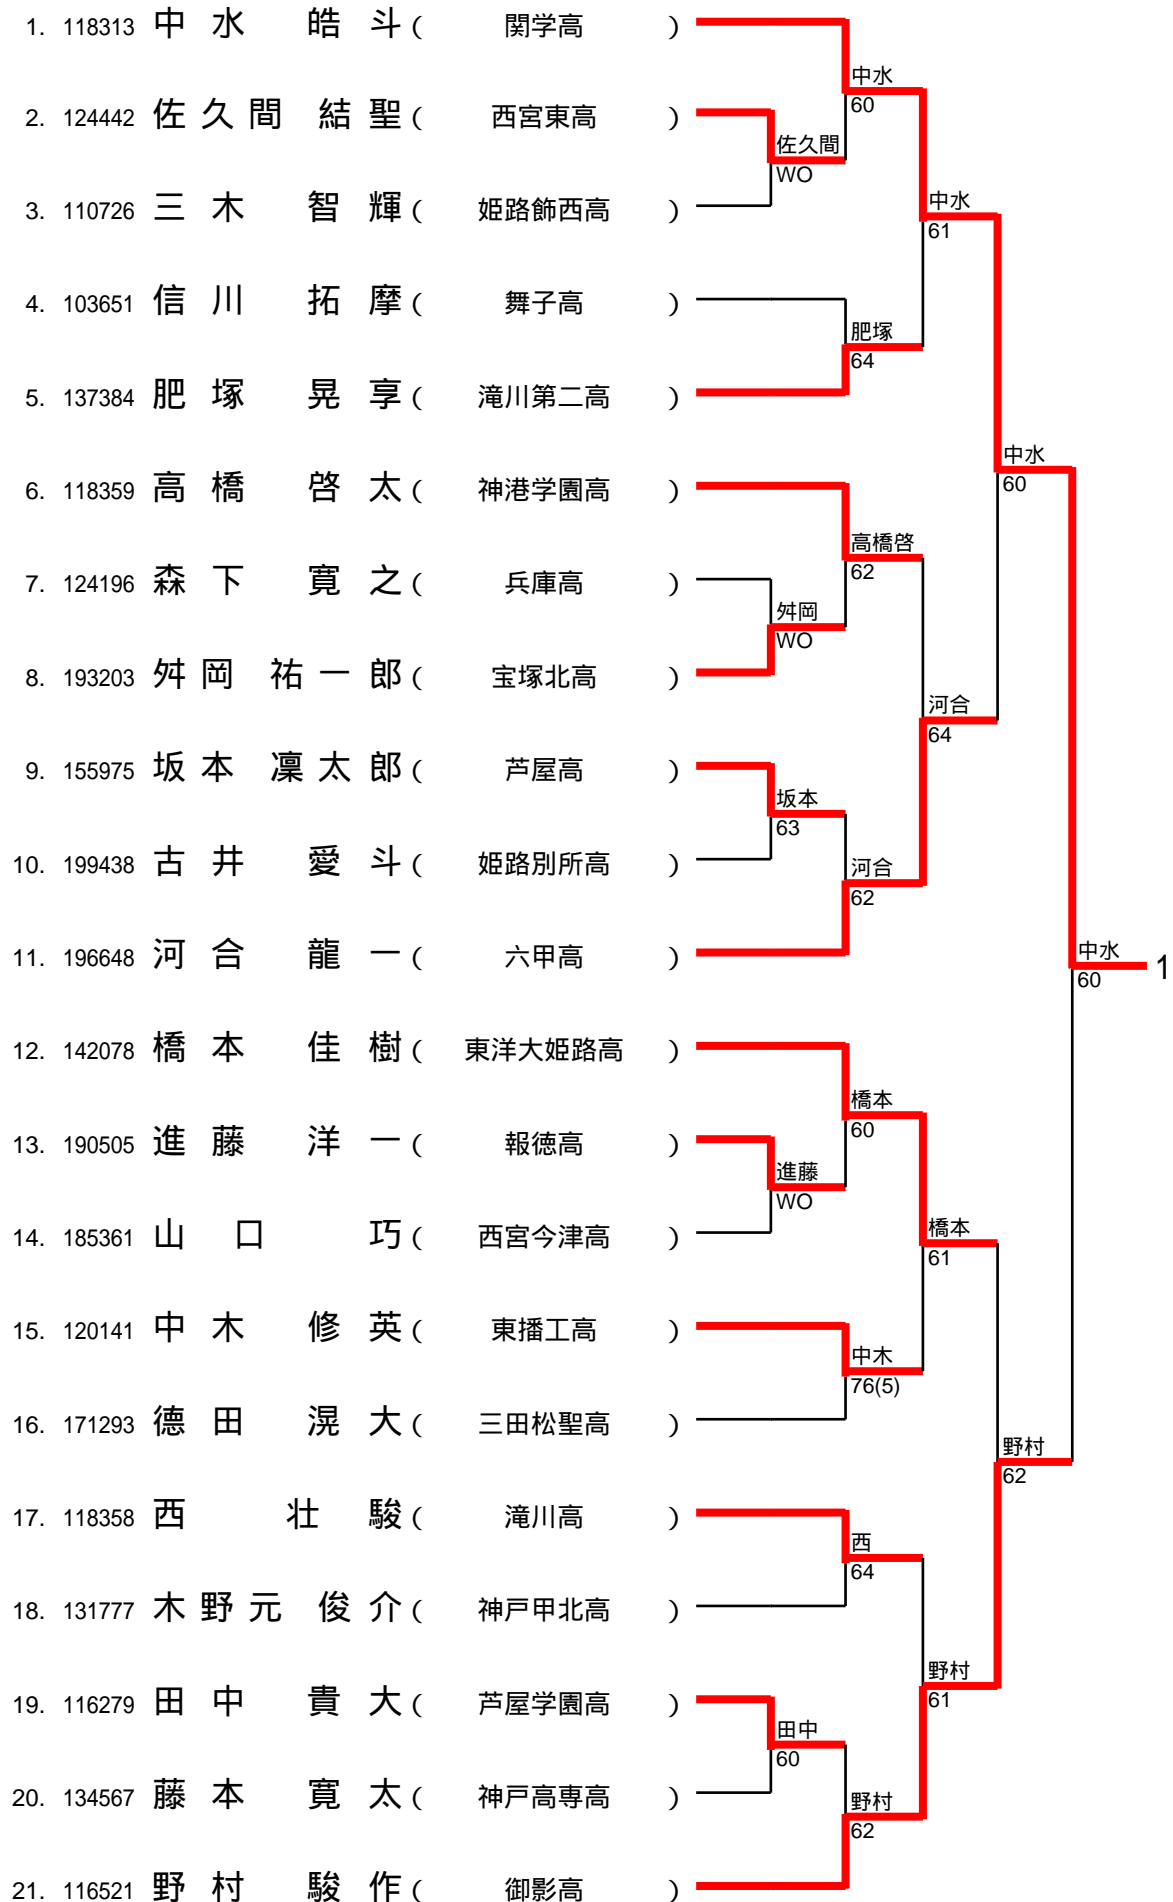 1. 118313 中水 皓斗 ( 関学高 )
中水
60
2. 124442 佐久間 結聖 ( 西宮東高 )
佐久間
WO
3. 110726 三木 智輝 ( 姫路飾西高 )
中水
61
4. 103651 信川 拓摩 ( 舞子高 )
肥塚
64
5. 137384 肥塚 晃享 ( 滝川第二高 )
中水
60
6. 118359 高橋 啓太 ( 神港学園高 )
高橋啓
62
7. 124196 森下 寛之 ( 兵庫高 )
舛岡
WO
8. 193203 舛岡 祐一郎 ( 宝塚北高 )
河合
64
9. 155975 坂本 凜太郎 ( 芦屋高 )
坂本
63
10. 199438 古井 愛斗 ( 姫路別所高 )
河合
62
11. 196648 河合 龍一 ( 六甲高 )
中水
60
1
12. 142078 橋本 佳樹 ( 東洋大姫路高 )
橋本
60
13. 190505 進藤 洋一 ( 報徳高 )
進藤
WO
14. 185361 山口 巧 ( 西宮今津高 )
橋本
61
15. 120141 中木 修英 ( 東播工高 )
中木
76(5)
16. 171293 德田 滉大 ( 三田松聖高 )
野村
62
17. 118358 西 壮駿 ( 滝川高 )
西
64
18. 131777 木野元 俊介 ( 神戸甲北高 )
野村
61
19. 116279 田中 貴大 ( 芦屋学園高 )
田中
60
20. 134567 藤本 寛太 ( 神戸高専高 )
野村
62
21. 116521 野村 駿作 ( 御影高 )